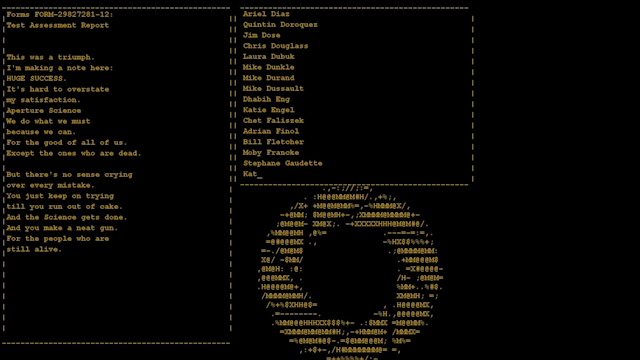 Forms FORM-29827281-12:
Test Assessment Report
This was a triumph.
I'm making a note here:
HUGE SUCCESS.
It's hard to overstate
my satisfaction.
Aperture Science
We do what we must
because we can.
For the good of all of us.
Except the ones who are dead.
But there's no sense crying
over every mistake.
You just keep on trying
till you run out of cake.
And the Science gets done.
And you make a neat gun.
For the people who are
still alive.
Ariel Diaz
Quintin Doroquez
Jim Dose
Chris Douglass
Laura Dubuk
Mike Dunkle
Mike Durand
Mike Dussault
Dhabih Eng
Katie Engel
Chet Faliszek
Adrian Finol
Bill Fletcher
Moby Francke
Stephane Gaudette
Kat_